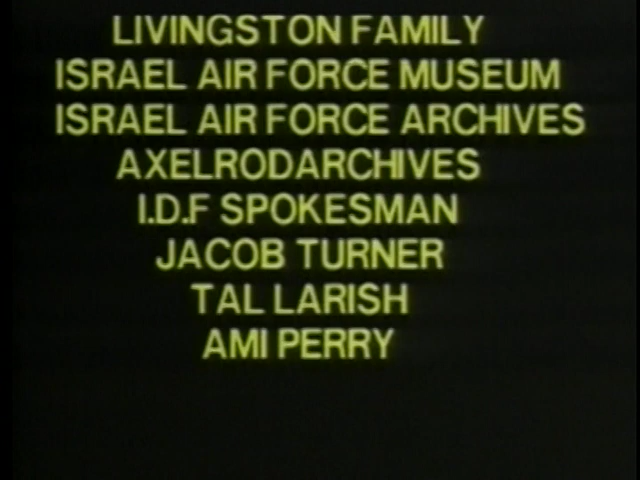 LIVINGSTON FAMILY
ISRAEL AIR FORCE MUSEUM
ISRAEL AIR FORCE ARCHIVES
AXELRODARCHIVES
I.D.F SPOKESMAN
JACOB TURNER
TAL LARISH
AMI PERRY